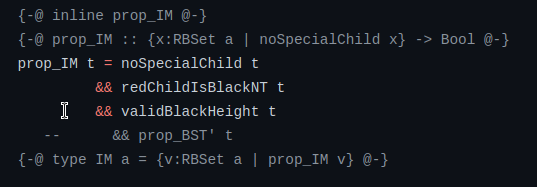 {-@ inline prop_IM @-}
{-@ prop_IM :: {x:RBSet a | noSpecialChild x} -> Bool @-}
prop_IM t = noSpecialChild t
         && redChildIsBlackNT t
         && validBlackHeight t
   --      && prop_BST' t
{-@ type IM a = {v:RBSet a | prop_IM v} @-}